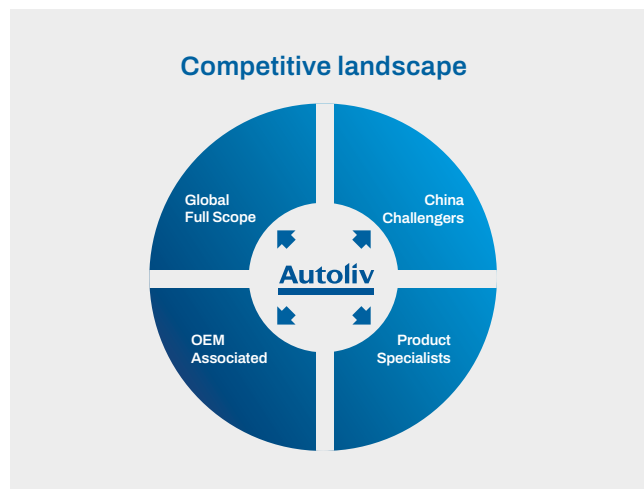 Competitive landscape
Global
Full Scope
China
Challengers
Autoliv
OEM
Associated
Product
Specialists